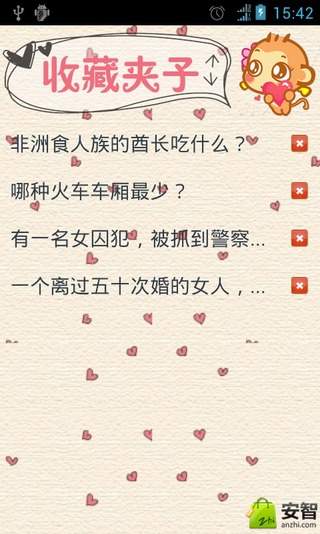 15:42
收藏夹子
非洲食人族的酋长吃什么？
哪种火车车厢最少？
有一名女囚犯，被抓到警察...
一个离过五十次婚的女人，...
安智
anzhi.com